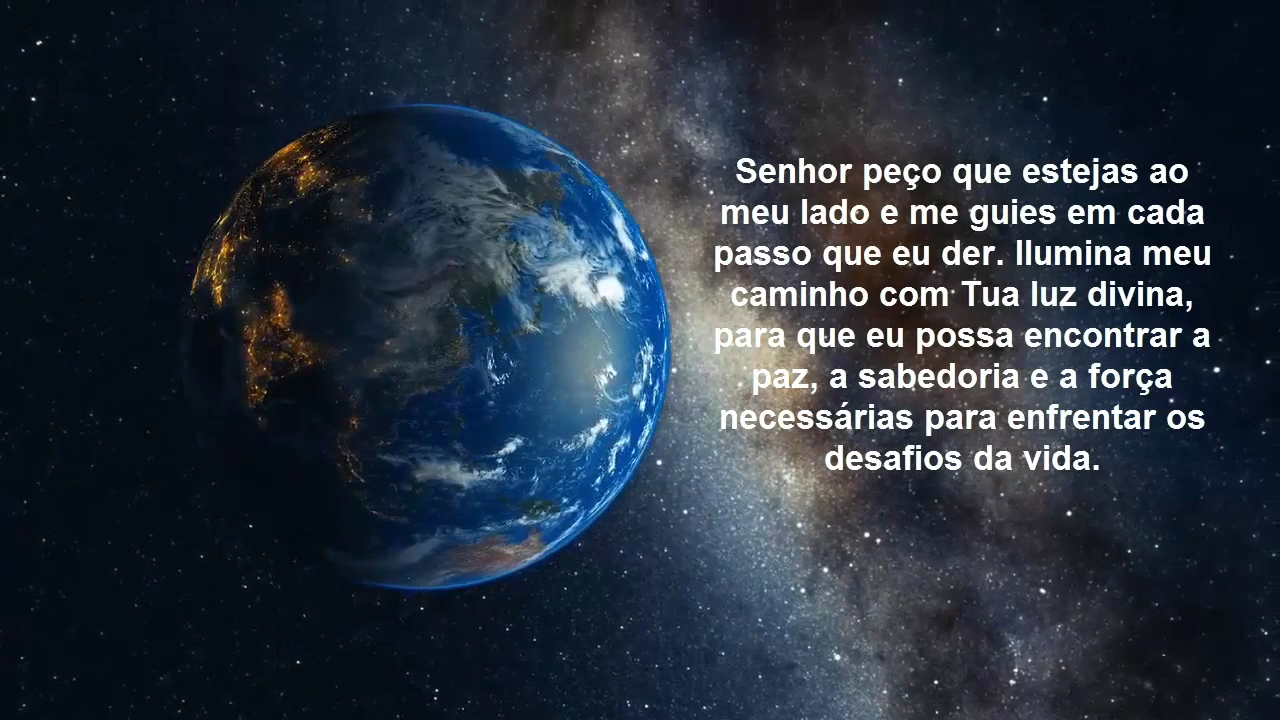 Senhor peço que estejas ao
meu lado e me guies em cada
passo que eu der. Ilumina meu
caminho com Tua luz divina,
para que eu possa encontrar a
paz, a sabedoria e a força
necessárias para enfrentar os
desafios da vida.